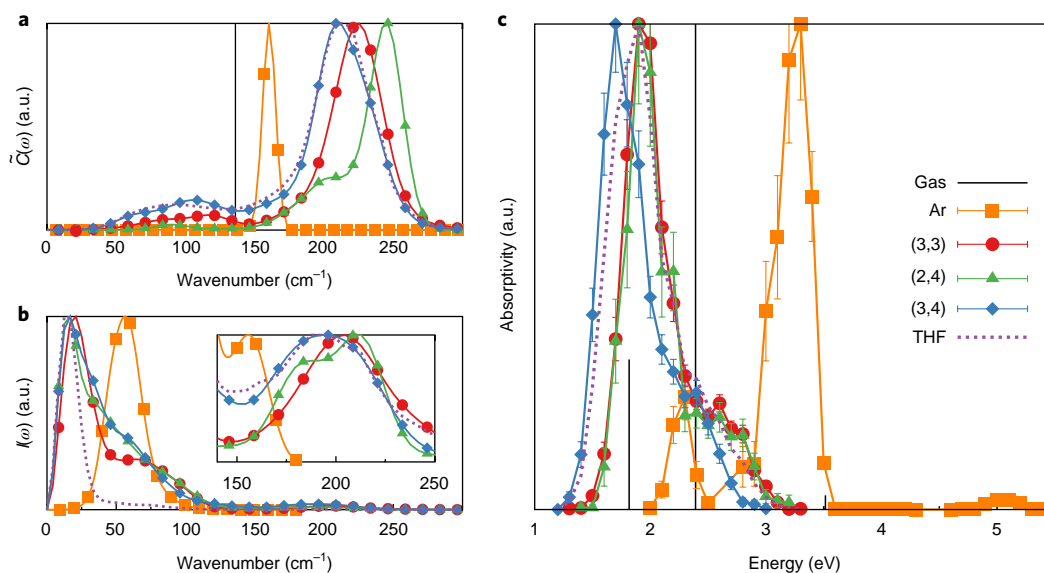 a
C̃(ω) (a.u.)
0 50 100 150 200 250
Wavenumber (cm−1)
b
I(ω) (a.u.)
150 200 250
0 50 100 150 200 250
Wavenumber (cm−1)
c
Absorptivity (a.u.)
Gas
Ar
(3,3)
(2,4)
(3,4)
THF
1 2 3 4 5
Energy (eV)